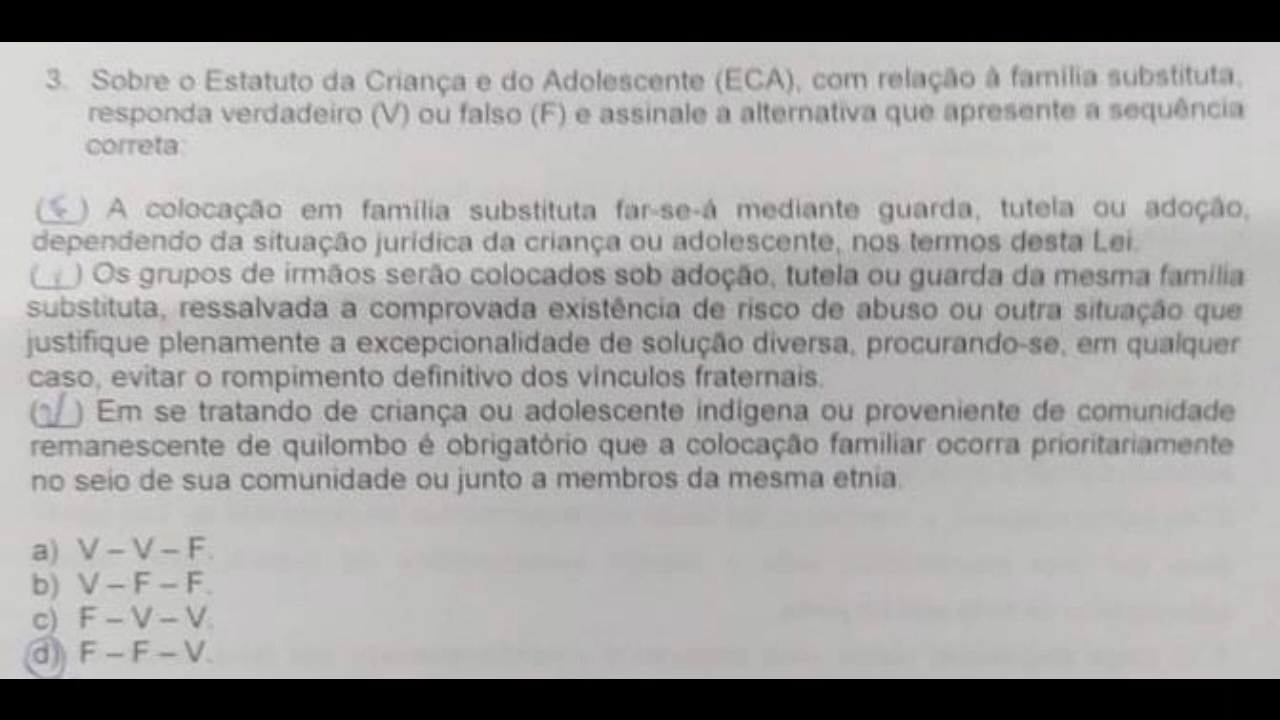 3. Sobre o Estatuto da Criança e do Adolescente (ECA), com relação à família substituta,
responda verdadeiro (V) ou falso (F) e assinale a alternativa que apresente a sequência
correta:
( ) A colocação em família substituta far-se-á mediante guarda, tutela ou adoção,
dependendo da situação jurídica da criança ou adolescente, nos termos desta Lei.
( ) Os grupos de irmãos serão colocados sob adoção, tutela ou guarda da mesma família
substituta, ressalvada a comprovada existência de risco de abuso ou outra situação que
justifique plenamente a excepcionalidade de solução diversa, procurando-se, em qualquer
caso, evitar o rompimento definitivo dos vínculos fraternais.
(V) Em se tratando de criança ou adolescente indígena ou proveniente de comunidade
remanescente de quilombo é obrigatório que a colocação familiar ocorra prioritariamente
no seio de sua comunidade ou junto a membros da mesma etnia.
a) V – V – F.
b) V – F – F.
c) F – V – V.
d) F – F – V.